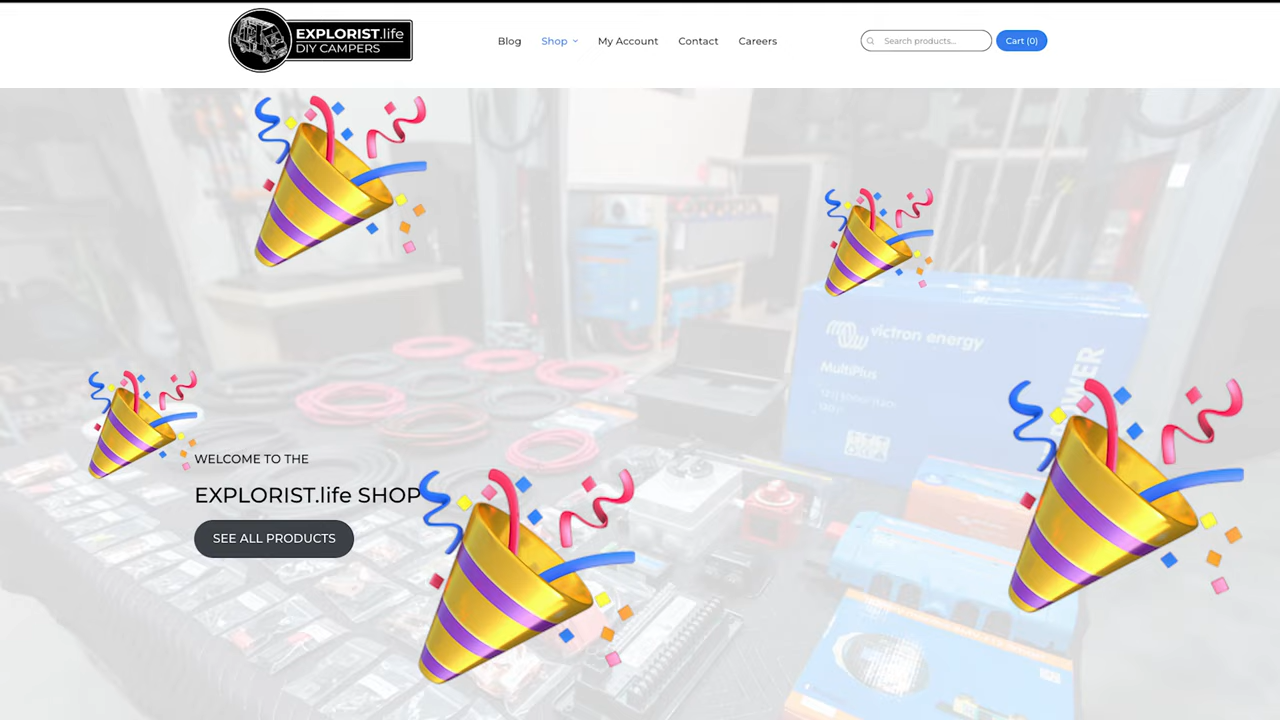 EXPLORIST.life
DIY CAMPERS
Blog
Shop
My Account
Contact
Careers
Search products...
Cart (0)
victron energy
MultiPlus
POWER
WELCOME TO THE
EXPLORIST.life SHOP
SEE ALL PRODUCTS